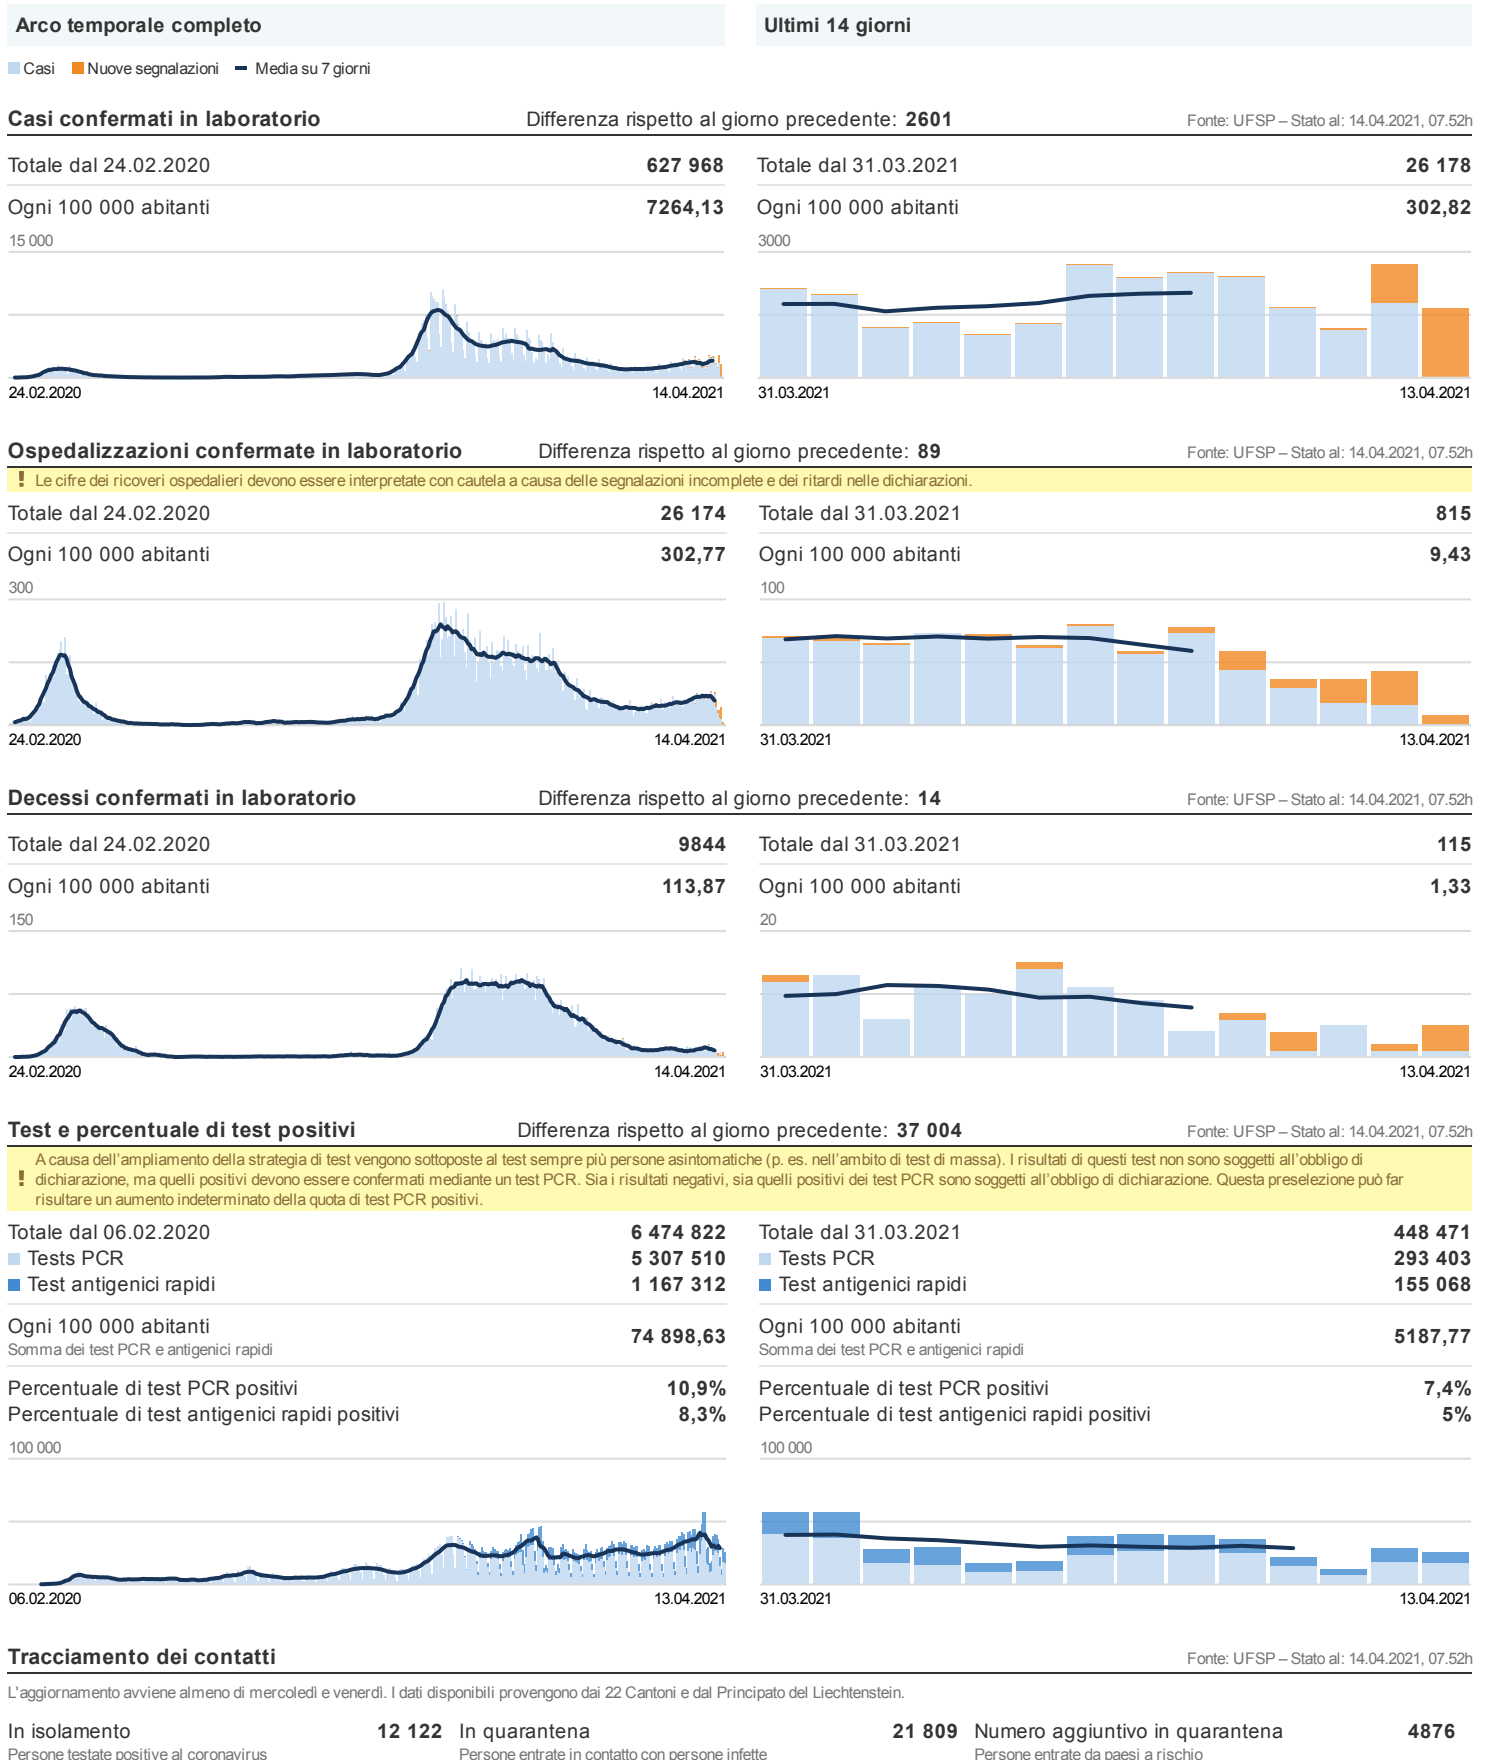 Arco temporale completo
Ultimi 14 giorni
Casi Nuove segnalazioni Media su 7 giorni
Casi confermati in laboratorio Differenza rispetto al giorno precedente: 2601 Fonte: UFSP – Stato al: 14.04.2021, 07.52h
Totale dal 24.02.2020 627 968
Ogni 100 000 abitanti 7264,13
15 000
24.02.2020 14.04.2021
Totale dal 31.03.2021 26 178
Ogni 100 000 abitanti 302,82
3000
31.03.2021 13.04.2021
Ospedalizzazioni confermate in laboratorio Differenza rispetto al giorno precedente: 89 Fonte: UFSP – Stato al: 14.04.2021, 07.52h
! Le cifre dei ricoveri ospedalieri devono essere interpretate con cautela a causa delle segnalazioni incomplete e dei ritardi nelle dichiarazioni.
Totale dal 24.02.2020 26 174
Ogni 100 000 abitanti 302,77
300
24.02.2020 14.04.2021
Totale dal 31.03.2021 815
Ogni 100 000 abitanti 9,43
100
31.03.2021 13.04.2021
Decessi confermati in laboratorio Differenza rispetto al giorno precedente: 14 Fonte: UFSP – Stato al: 14.04.2021, 07.52h
Totale dal 24.02.2020 9844
Ogni 100 000 abitanti 113,87
150
24.02.2020 14.04.2021
Totale dal 31.03.2021 115
Ogni 100 000 abitanti 1,33
20
31.03.2021 13.04.2021
Test e percentuale di test positivi Differenza rispetto al giorno precedente: 37 004 Fonte: UFSP – Stato al: 14.04.2021, 07.52h
A causa dell'ampliamento della strategia di test vengono sottoposte al test sempre più persone asintomatiche (p. es. nell'ambito di test di massa). I risultati di questi test non sono soggetti all'obbligo di
! dichiarazione, ma quelli positivi devono essere confermati mediante un test PCR. Sia i risultati negativi, sia quelli positivi dei test PCR sono soggetti all'obbligo di dichiarazione. Questa preselezione può far
risultare un aumento indeterminato della quota di test PCR positivi.
Totale dal 06.02.2020 6 474 822
Tests PCR 5 307 510
Test antigenici rapidi 1 167 312
Ogni 100 000 abitanti 74 898,63
Somma dei test PCR e antigenici rapidi
Percentuale di test PCR positivi 10,9%
Percentuale di test antigenici rapidi positivi 8,3%
100 000
06.02.2020 13.04.2021
Totale dal 31.03.2021 448 471
Tests PCR 293 403
Test antigenici rapidi 155 068
Ogni 100 000 abitanti 5187,77
Somma dei test PCR e antigenici rapidi
Percentuale di test PCR positivi 7,4%
Percentuale di test antigenici rapidi positivi 5%
100 000
31.03.2021 13.04.2021
Tracciamento dei contatti Fonte: UFSP – Stato al: 14.04.2021, 07.52h
L'aggiornamento avviene almeno di mercoledì e venerdì. I dati disponibili provengono dai 22 Cantoni e dal Principato del Liechtenstein.
In isolamento 12 122
Persone testate positive al coronavirus
In quarantena 21 809
Persone entrate in contatto con persone infette
Numero aggiuntivo in quarantena 4876
Persone entrate da paesi a rischio